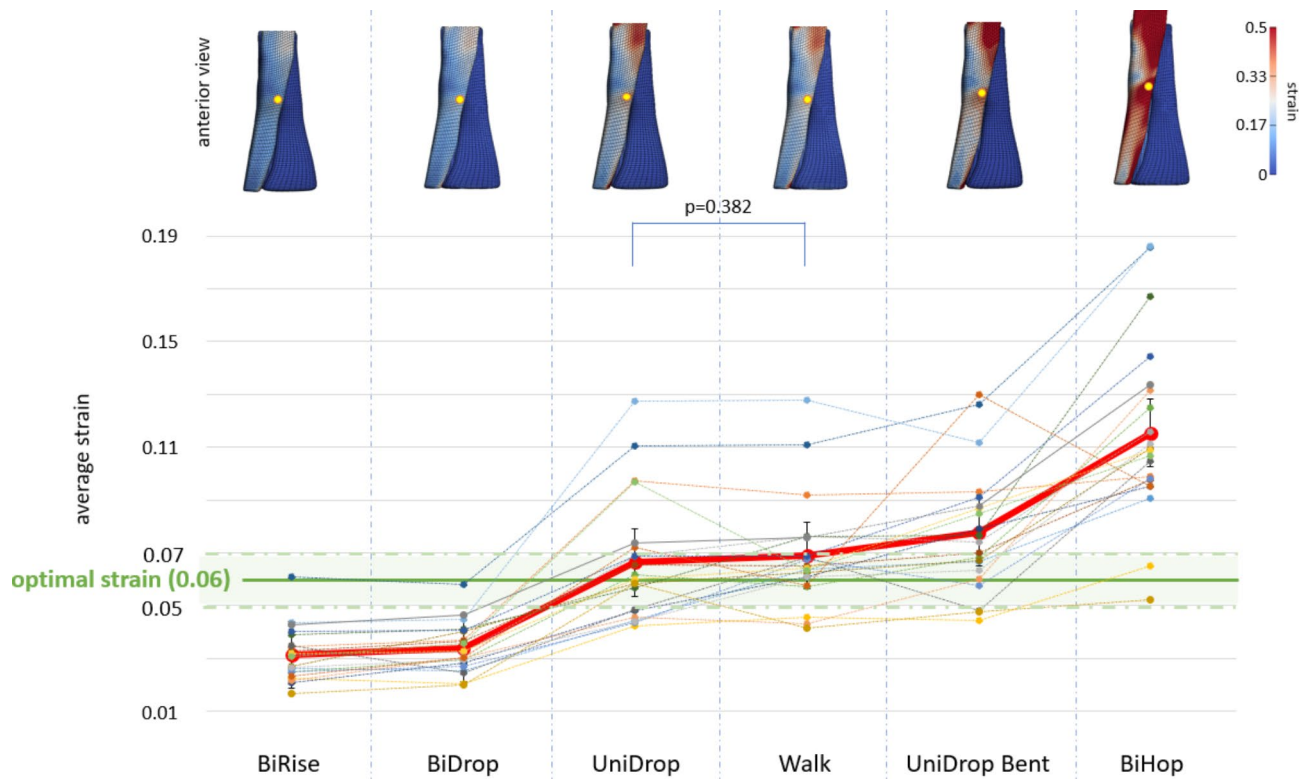 anterior view
0.5
0.33
0.17
0
strain
p=0.382
0.19
0.15
0.11
0.07
0.05
0.01
average strain
optimal strain (0.06)
BiRise
BiDrop
UniDrop
Walk
UniDrop Bent
BiHop